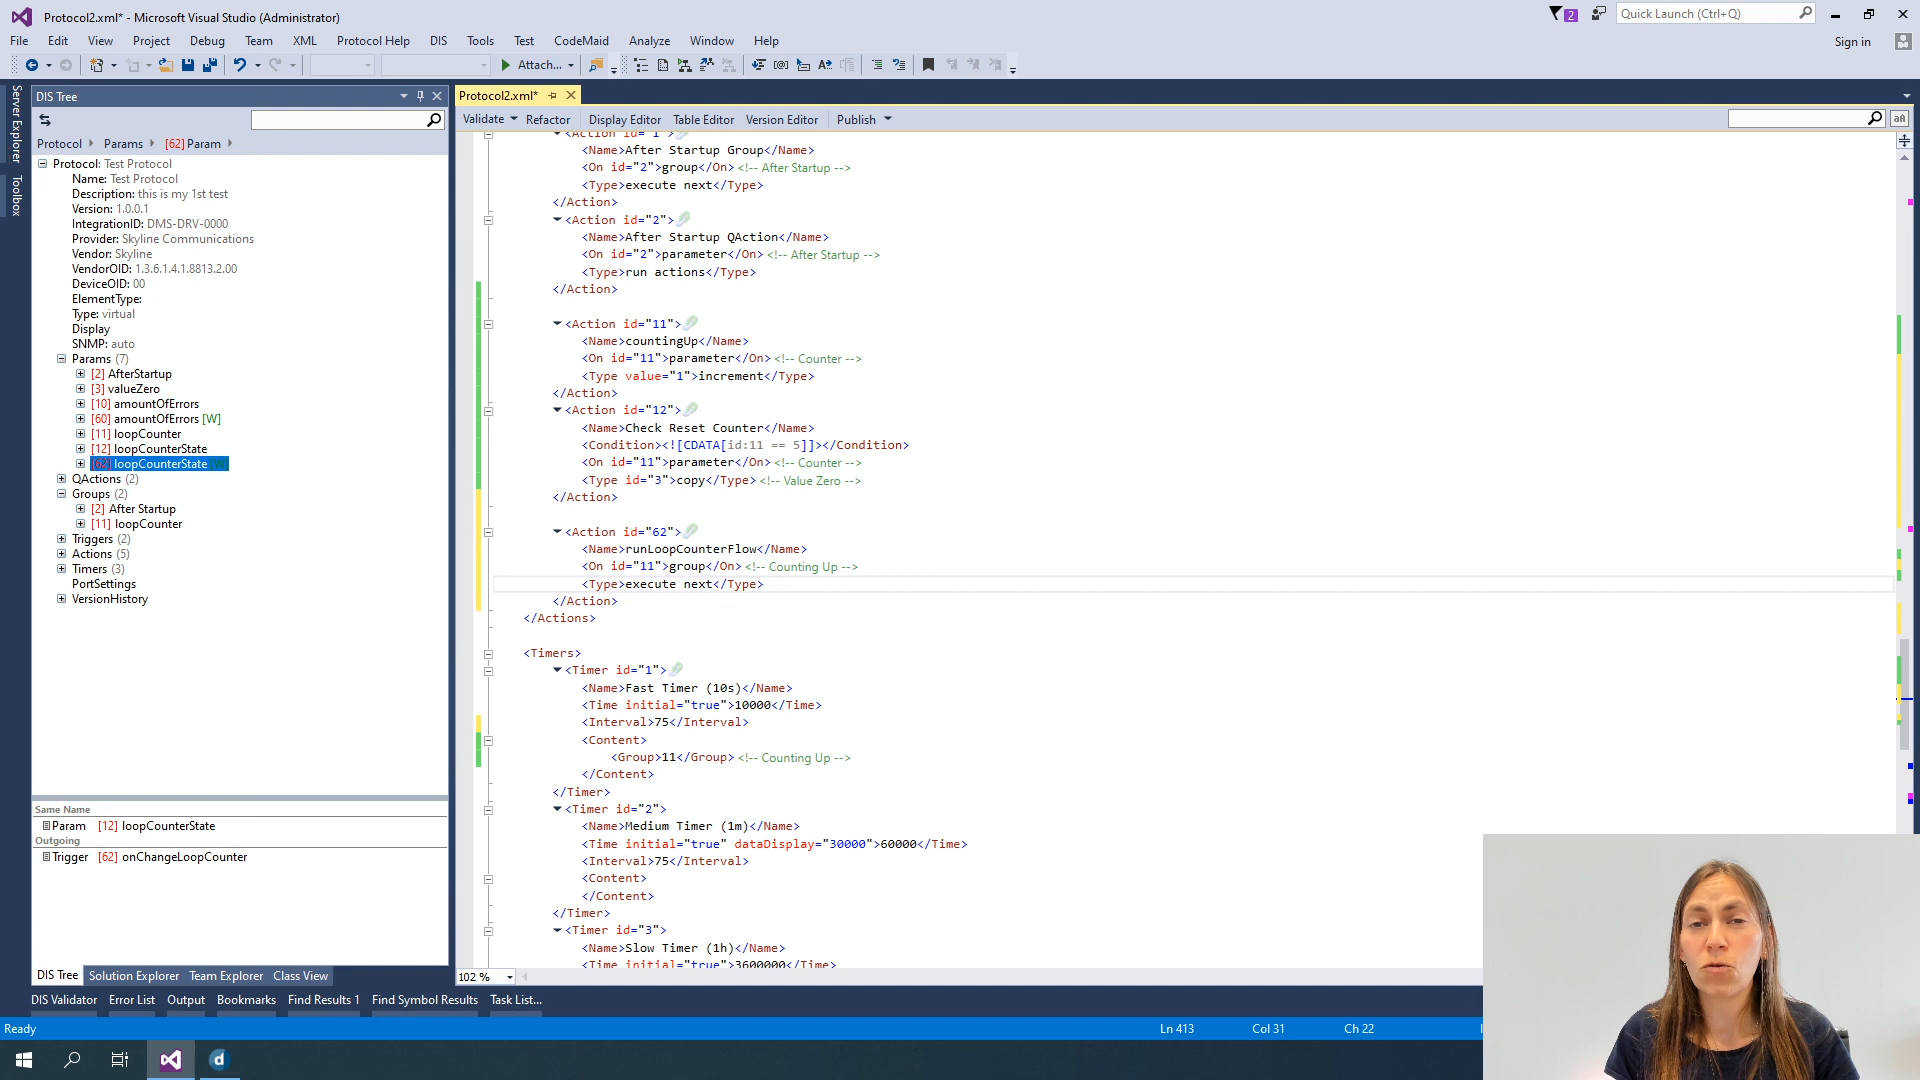 Protocol2.xml* - Microsoft Visual Studio (Administrator)
2
Quick Launch (Ctrl+Q)
File Edit View Project Debug Team XML Protocol Help DIS Tools Test CodeMaid Analyze Window Help
Sign in
Attach...
Server Explorer
Toolbox
DIS Tree
Protocol Params [62] Param
Protocol: Test Protocol
Name: Test Protocol
Description: this is my 1st test
Version: 1.0.0.1
IntegrationID: DMS-DRV-0000
Provider: Skyline Communications
Vendor: Skyline
VendorOID: 1.3.6.1.4.1.8813.2.00
DeviceOID: 00
ElementType:
Type: virtual
Display
SNMP: auto
Params (7)
[2] AfterStartup
[3] valueZero
[10] amountOfErrors
[60] amountOfErrors [W]
[11] loopCounter
[12] loopCounterState
[62] loopCounterState [W]
QActions (2)
Groups (2)
[2] After Startup
[11] loopCounter
Triggers (2)
Actions (5)
Timers (3)
PortSettings
VersionHistory
Same Name
Param [12] loopCounterState
Outgoing
Trigger [62] onChangeLoopCounter
DIS Tree Solution Explorer Team Explorer Class View
Protocol2.xml*
Validate Refactor Display Editor Table Editor Version Editor Publish
<Action id="1">
<Name>After Startup Group</Name>
<On id="2">group</On> <!-- After Startup -->
<Type>execute next</Type>
</Action>
<Action id="2">
<Name>After Startup QAction</Name>
<On id="2">parameter</On> <!-- After Startup -->
<Type>run actions</Type>
</Action>
<Action id="11">
<Name>countingUp</Name>
<On id="11">parameter</On> <!-- Counter -->
<Type value="1">increment</Type>
</Action>
<Action id="12">
<Name>Check Reset Counter</Name>
<Condition><![CDATA[id:11 == 5]]></Condition>
<On id="11">parameter</On> <!-- Counter -->
<Type id="3">copy</Type> <!-- Value Zero -->
</Action>
<Action id="62">
<Name>runLoopCounterFlow</Name>
<On id="11">group</On> <!-- Counting Up -->
<Type>execute next</Type>
</Action>
</Actions>
<Timers>
<Timer id="1">
<Name>Fast Timer (10s)</Name>
<Time initial="true">10000</Time>
<Interval>75</Interval>
<Content>
<Group>11</Group> <!-- Counting Up -->
</Content>
</Timer>
<Timer id="2">
<Name>Medium Timer (1m)</Name>
<Time initial="true" dataDisplay="30000">60000</Time>
<Interval>75</Interval>
<Content>
</Content>
</Timer>
<Timer id="3">
<Name>Slow Timer (1h)</Name>
<Time initial="true">3600000</Time>
102 %
DIS Validator Error List Output Bookmarks Find Results 1 Find Symbol Results Task List...
Ready Ln 413 Col 31 Ch 22